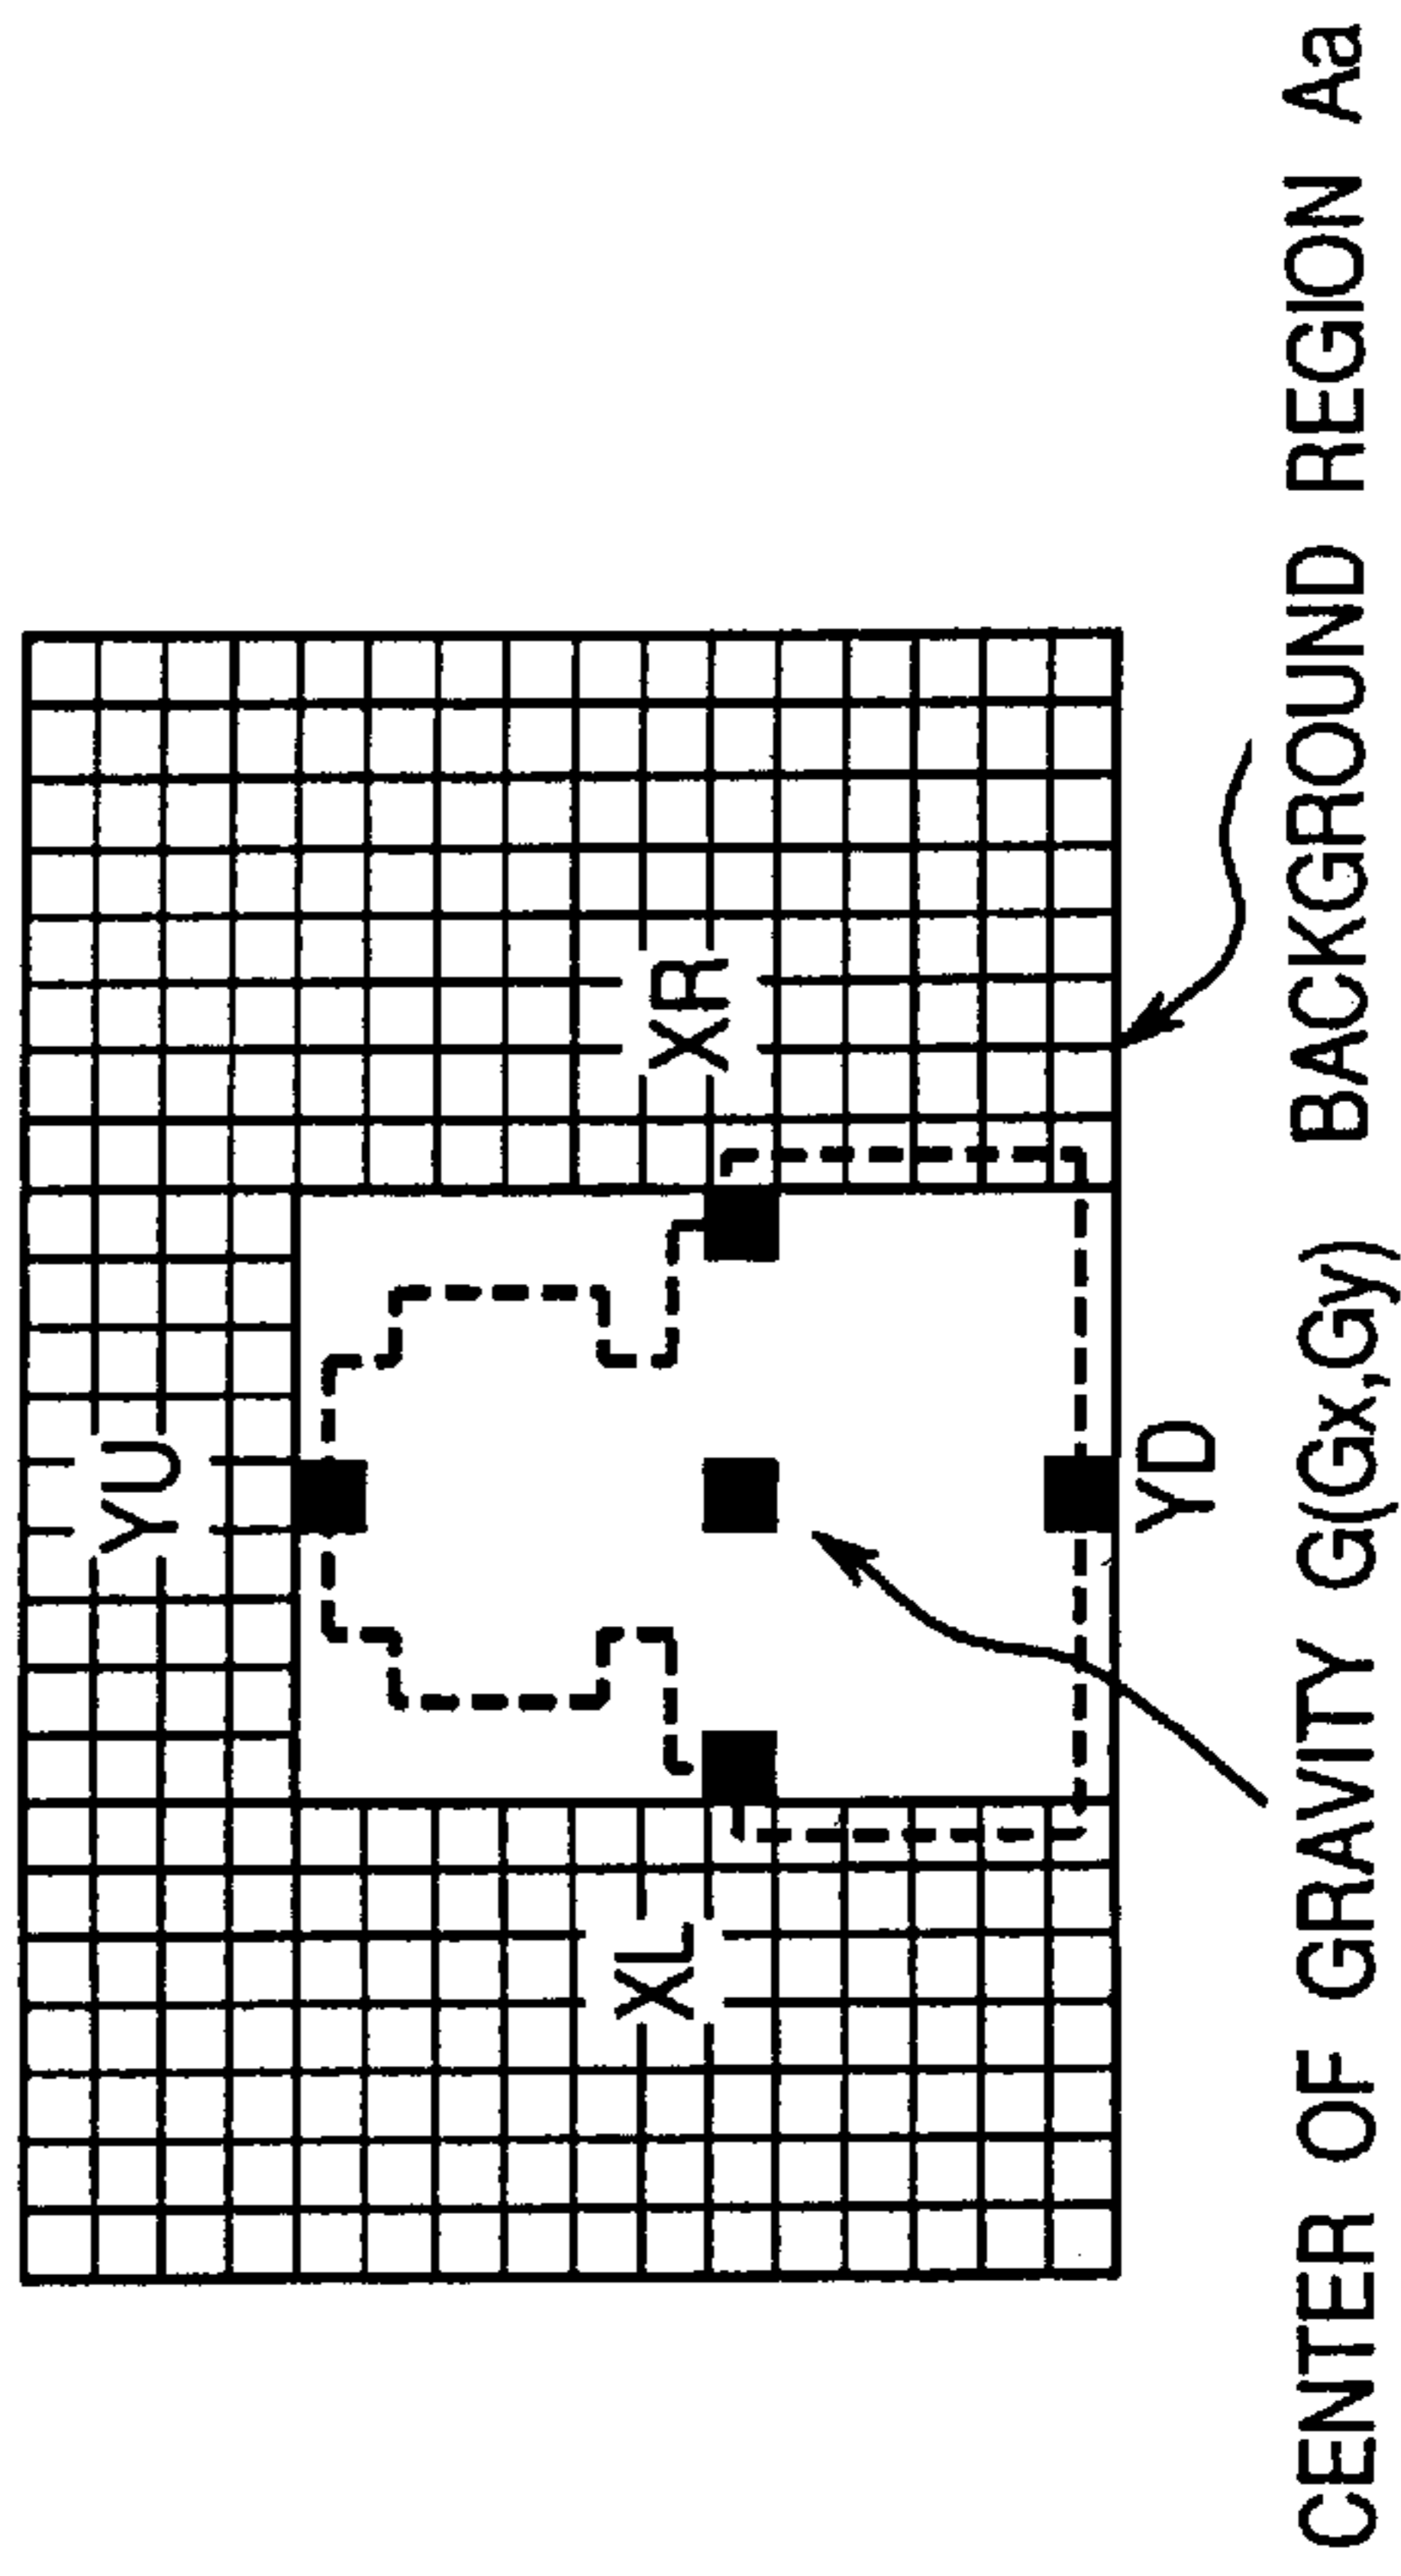 YU
XL
XR
YD
CENTER OF GRAVITY G(Gx,Gy)
BACKGROUND REGION Aa